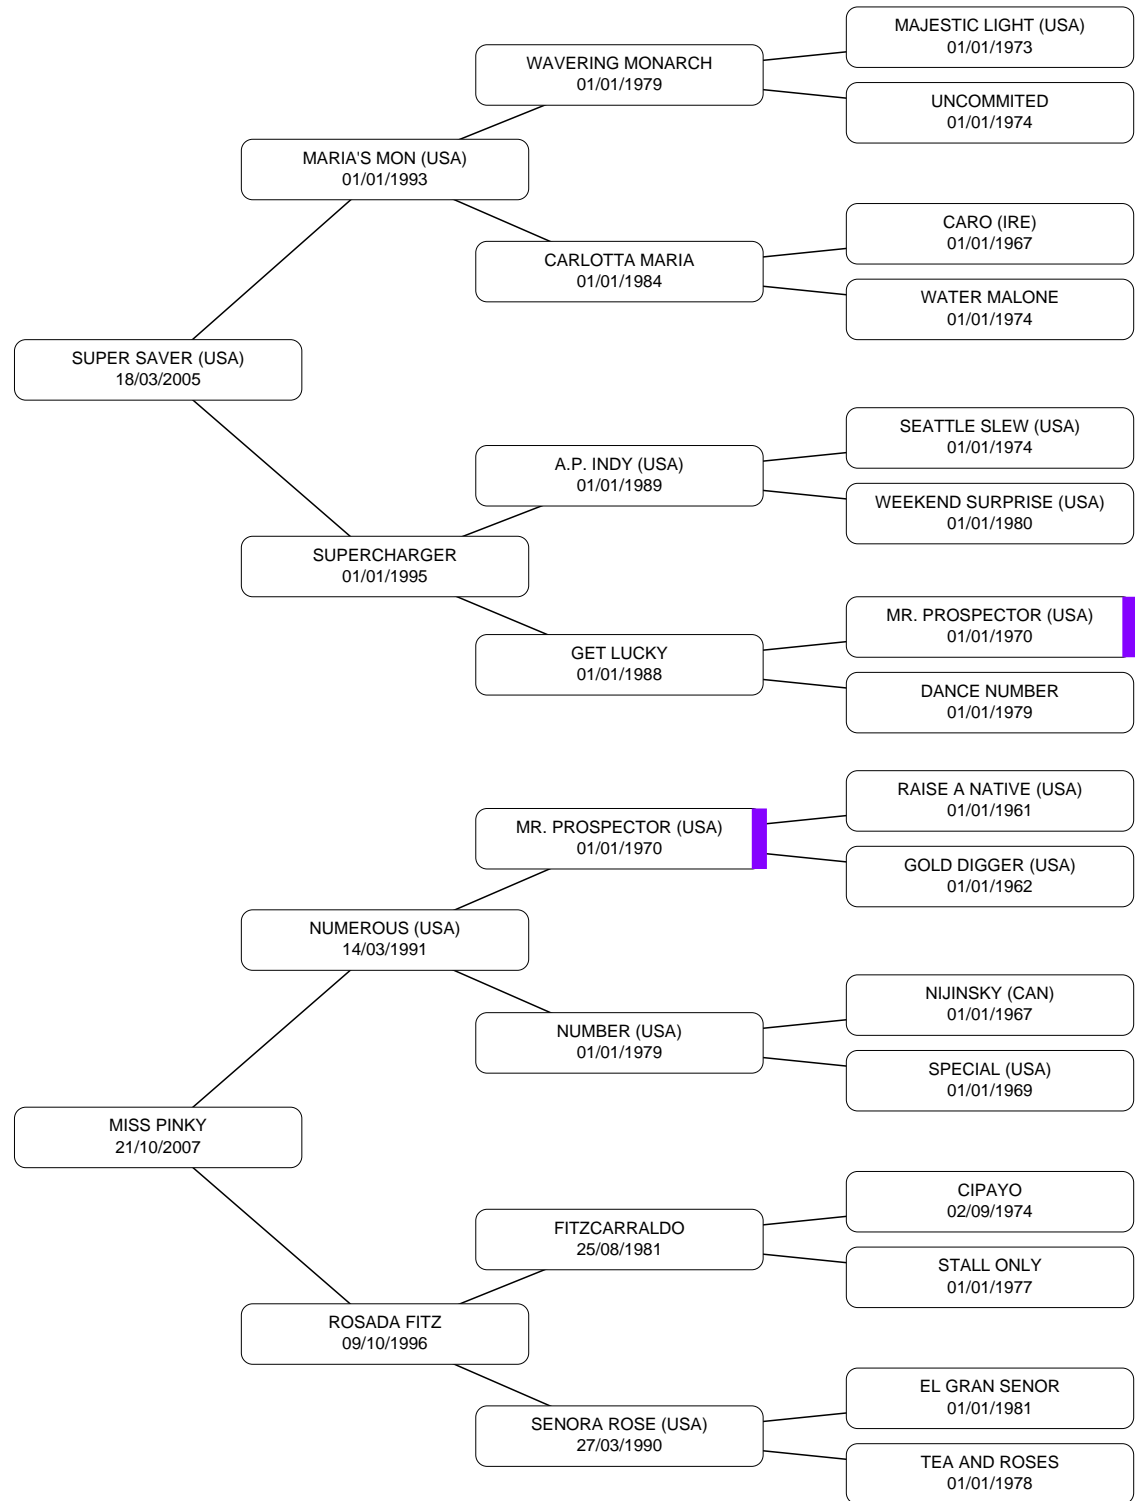 MAJESTIC LIGHT (USA)
01/01/1973
WAVERING MONARCH
01/01/1979
UNCOMMITED
01/01/1974
MARIA'S MON (USA)
01/01/1993
CARO (IRE)
01/01/1967
CARLOTTA MARIA
01/01/1984
WATER MALONE
01/01/1974
SUPER SAVER (USA)
18/03/2005
SEATTLE SLEW (USA)
01/01/1974
A.P. INDY (USA)
01/01/1989
WEEKEND SURPRISE (USA)
01/01/1980
SUPERCHARGER
01/01/1995
MR. PROSPECTOR (USA)
01/01/1970
GET LUCKY
01/01/1988
DANCE NUMBER
01/01/1979
RAISE A NATIVE (USA)
01/01/1961
MR. PROSPECTOR (USA)
01/01/1970
GOLD DIGGER (USA)
01/01/1962
NUMEROUS (USA)
14/03/1991
NIJINSKY (CAN)
01/01/1967
NUMBER (USA)
01/01/1979
SPECIAL (USA)
01/01/1969
MISS PINKY
21/10/2007
CIPAYO
02/09/1974
FITZCARRALDO
25/08/1981
STALL ONLY
01/01/1977
ROSADA FITZ
09/10/1996
EL GRAN SENOR
01/01/1981
SENORA ROSE (USA)
27/03/1990
TEA AND ROSES
01/01/1978